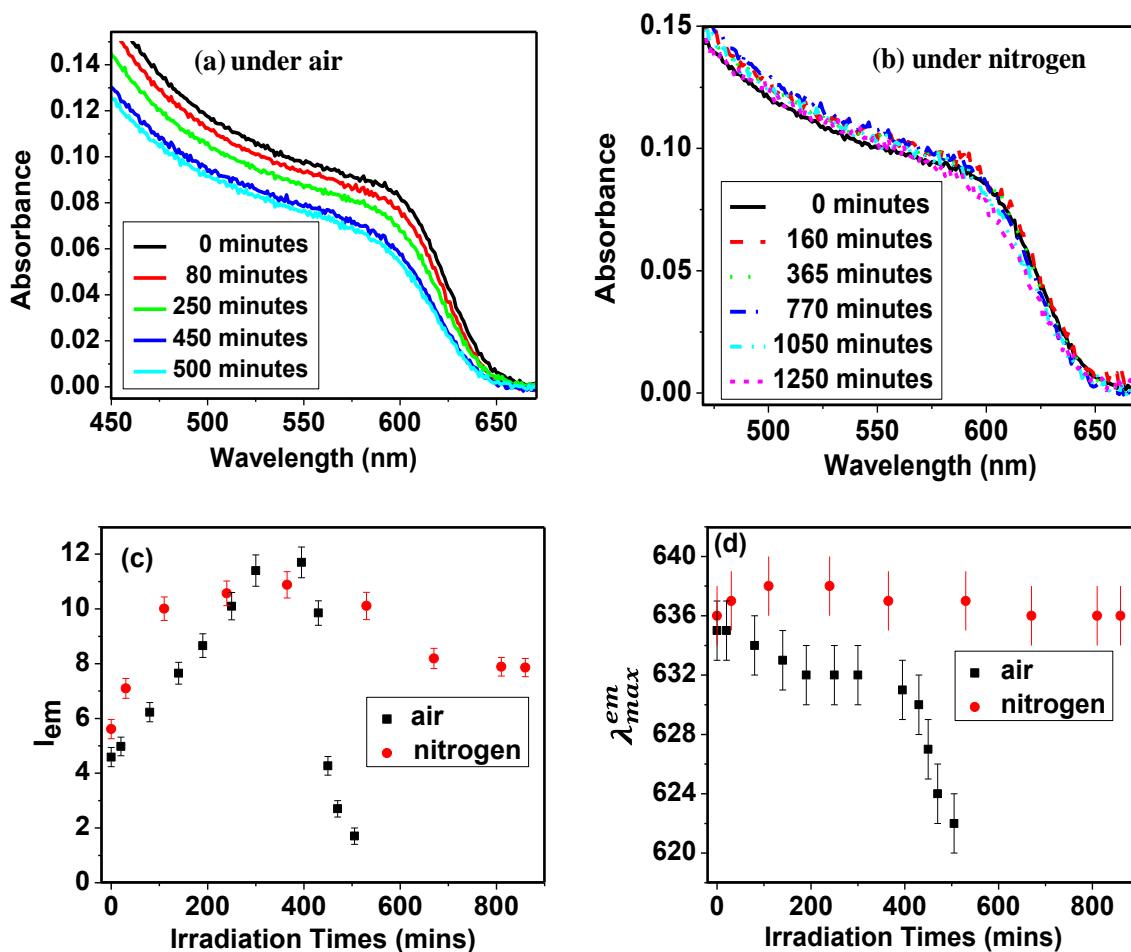 (a) under air
Absorbance
0.14
0.12
0.10
0.08
0.06
0.04
0.02
0.00
0 minutes
80 minutes
250 minutes
450 minutes
500 minutes
450 500 550 600 650
Wavelength (nm)
(b) under nitrogen
Absorbance
0.15
0.10
0.05
0.00
0 minutes
160 minutes
365 minutes
770 minutes
1050 minutes
1250 minutes
500 550 600 650
Wavelength (nm)
(c)
Iem
12
10
8
6
4
2
0
air
nitrogen
0 200 400 600 800
Irradiation Times (mins)
(d)
λ^{em}_{max}
640
636
632
628
624
620
air
nitrogen
0 200 400 600 800
Irradiation Times (mins)